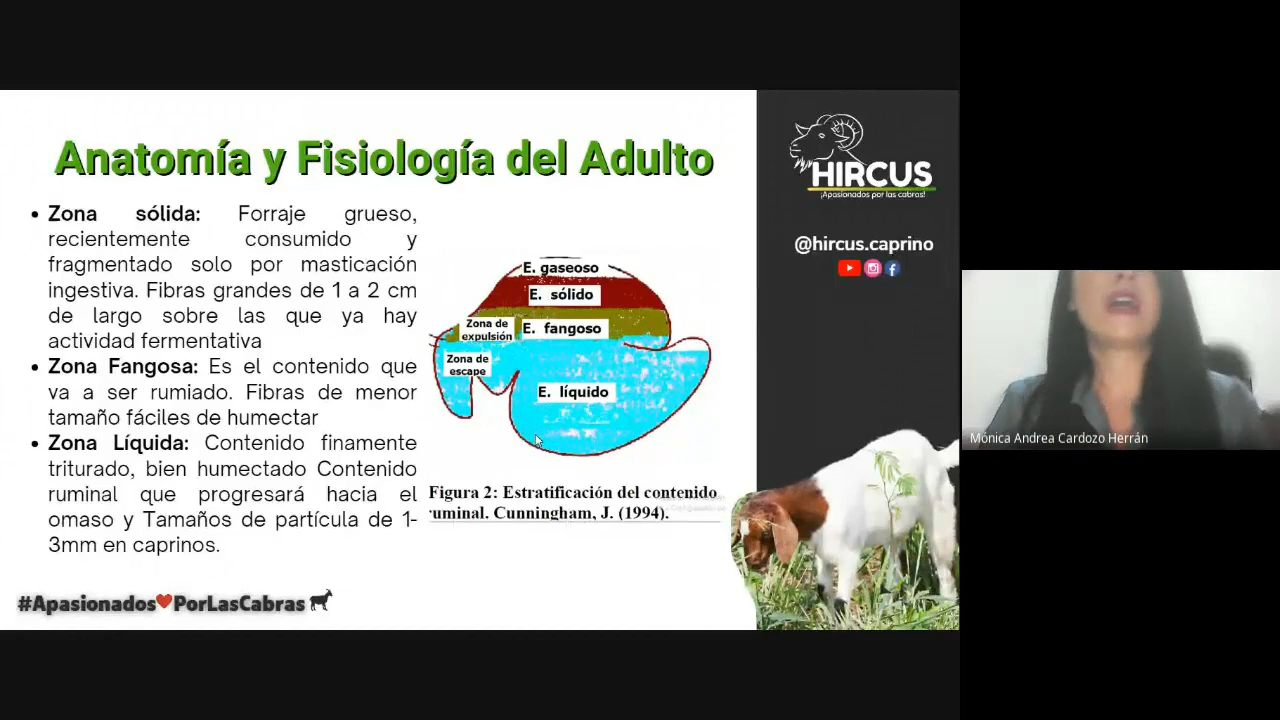 Anatomía y Fisiología del Adulto
• Zona sólida: Forraje grueso,
recientemente consumido y
fragmentado solo por masticación
ingestiva. Fibras grandes de 1 a 2 cm
de largo sobre las que ya hay
actividad fermentativa
• Zona Fangosa: Es el contenido que
va a ser rumiado. Fibras de menor
tamaño fáciles de humectar
• Zona Líquida: Contenido finamente
triturado, bien humectado Contenido
ruminal que progresará hacia el
omaso y Tamaños de partícula de 1-
3mm en caprinos.
E. gaseoso
E. sólido
Zona de
expulsión
E. fangoso
Zona de
escape
E. líquido
Figura 2: Estratificación del contenido
ruminal. Cunningham, J. (1994).
#Apasionados❤PorLasCabras
HIRCUS
¡Apasionados por las cabras!
@hircus.caprino
Mónica Andrea Cardozo Herrán